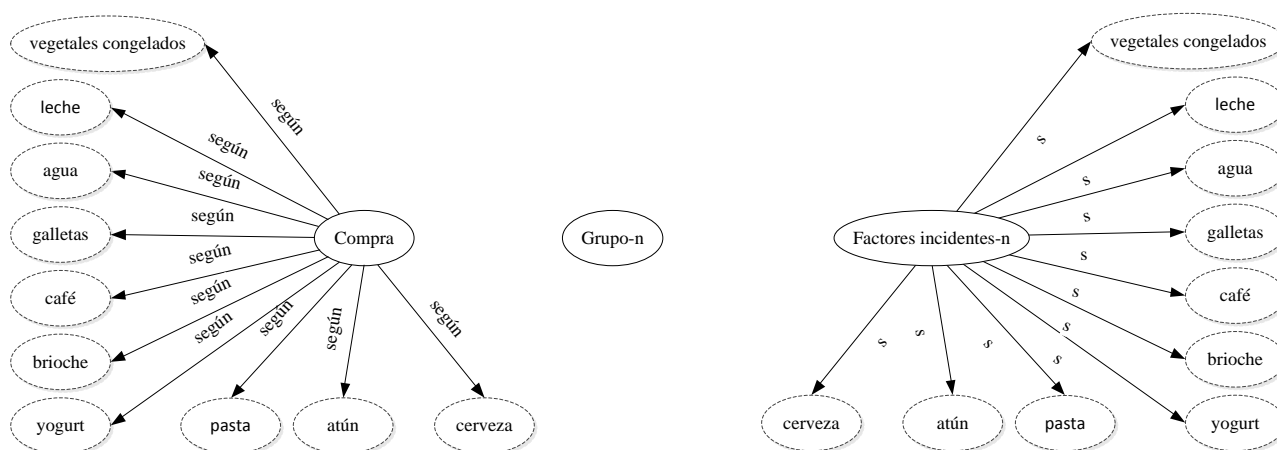 vegetales congelados
leche
agua
galletas
café
brioche
yogurt
pasta
atún
cerveza
Compra
según
según
según
según
según
según
según
según
según
según
Grupo-n
Factores incidentes-n
s
s
s
s
s
s
s
s
s
vegetales congelados
leche
agua
galletas
café
brioche
yogurt
cerveza
atún
pasta